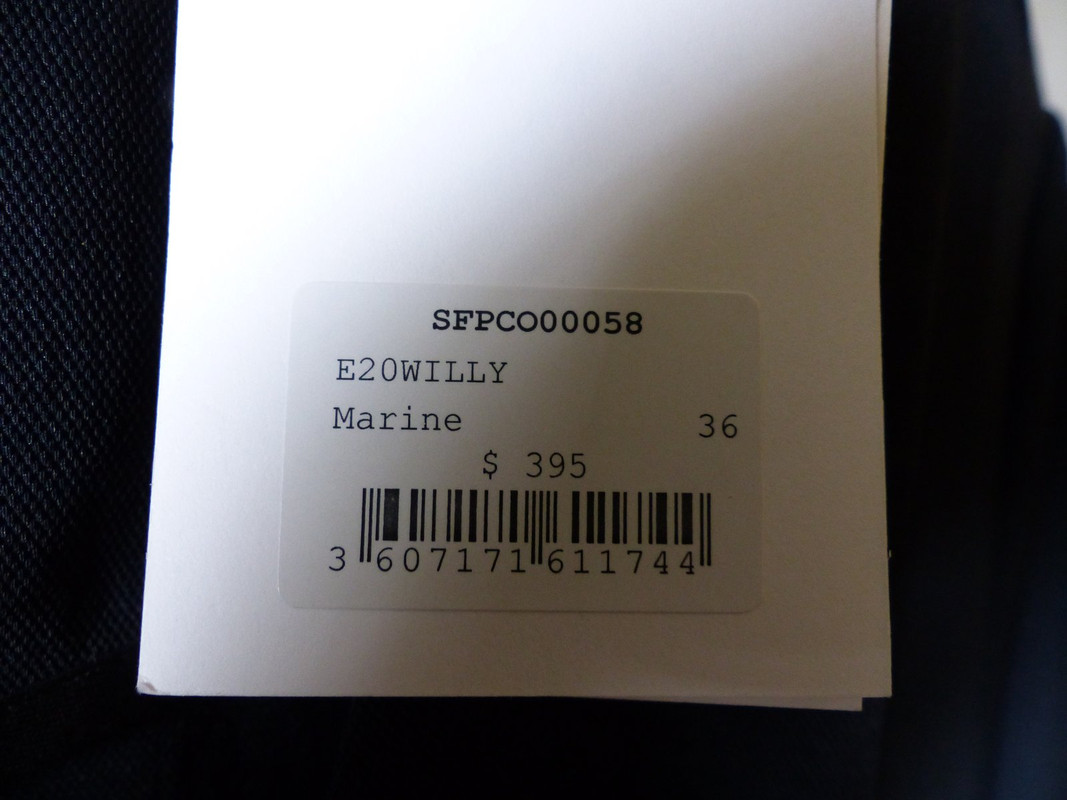 SFPCO00058
E20WILLY
Marine 36
$ 395
3 607171 611744